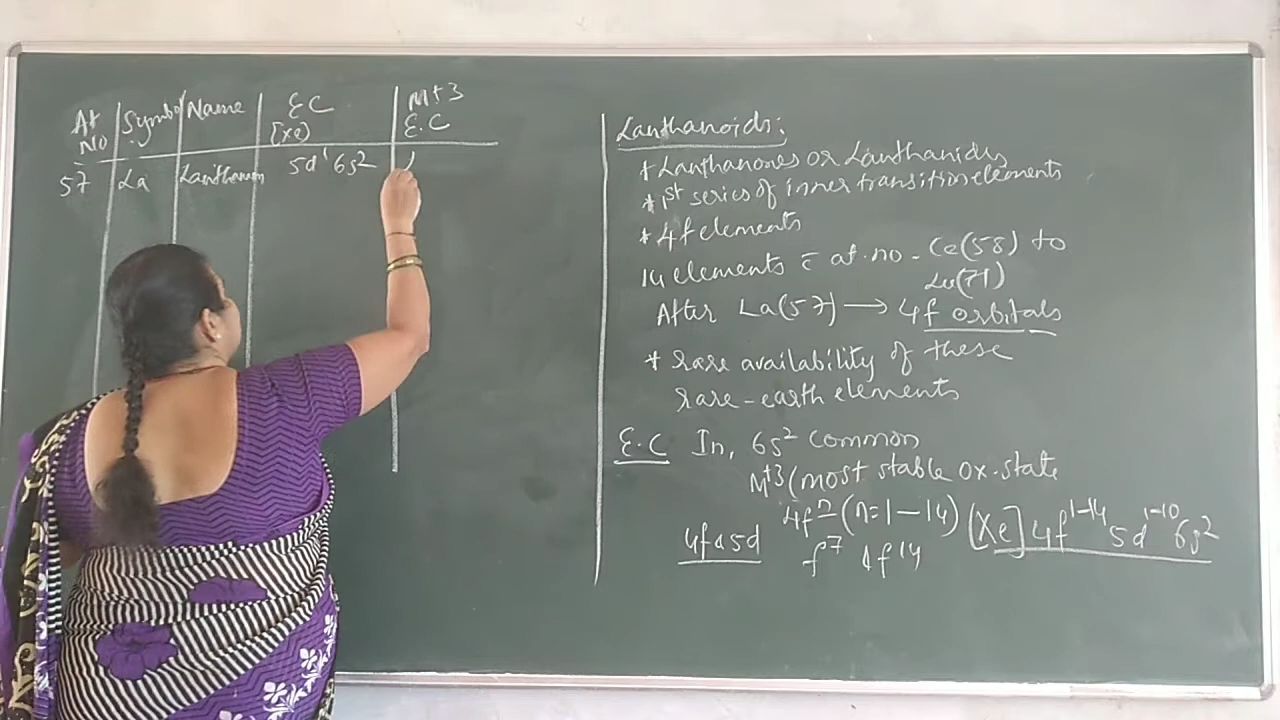 At No Symbol Name EC [Xe] M+3 E.C
57 La Lanthanum 5d¹6s2
Lanthanoids:
* Lanthanones or Lanthanides
* 1st series of inner transition elements
* 4f elements
14 elements c̄ at.no - Ce(58) to
Lu(71)
After La(57) → 4f orbitals
* rare availability of these
rare-earth elements
E.C In, 6s² common
M+3 (most stable ox.state
4fⁿ (n=1-14) [Xe] 4f¹⁻¹⁴ 5d¹⁻¹⁰ 6s²
4f a 5d f⁷ 4f14